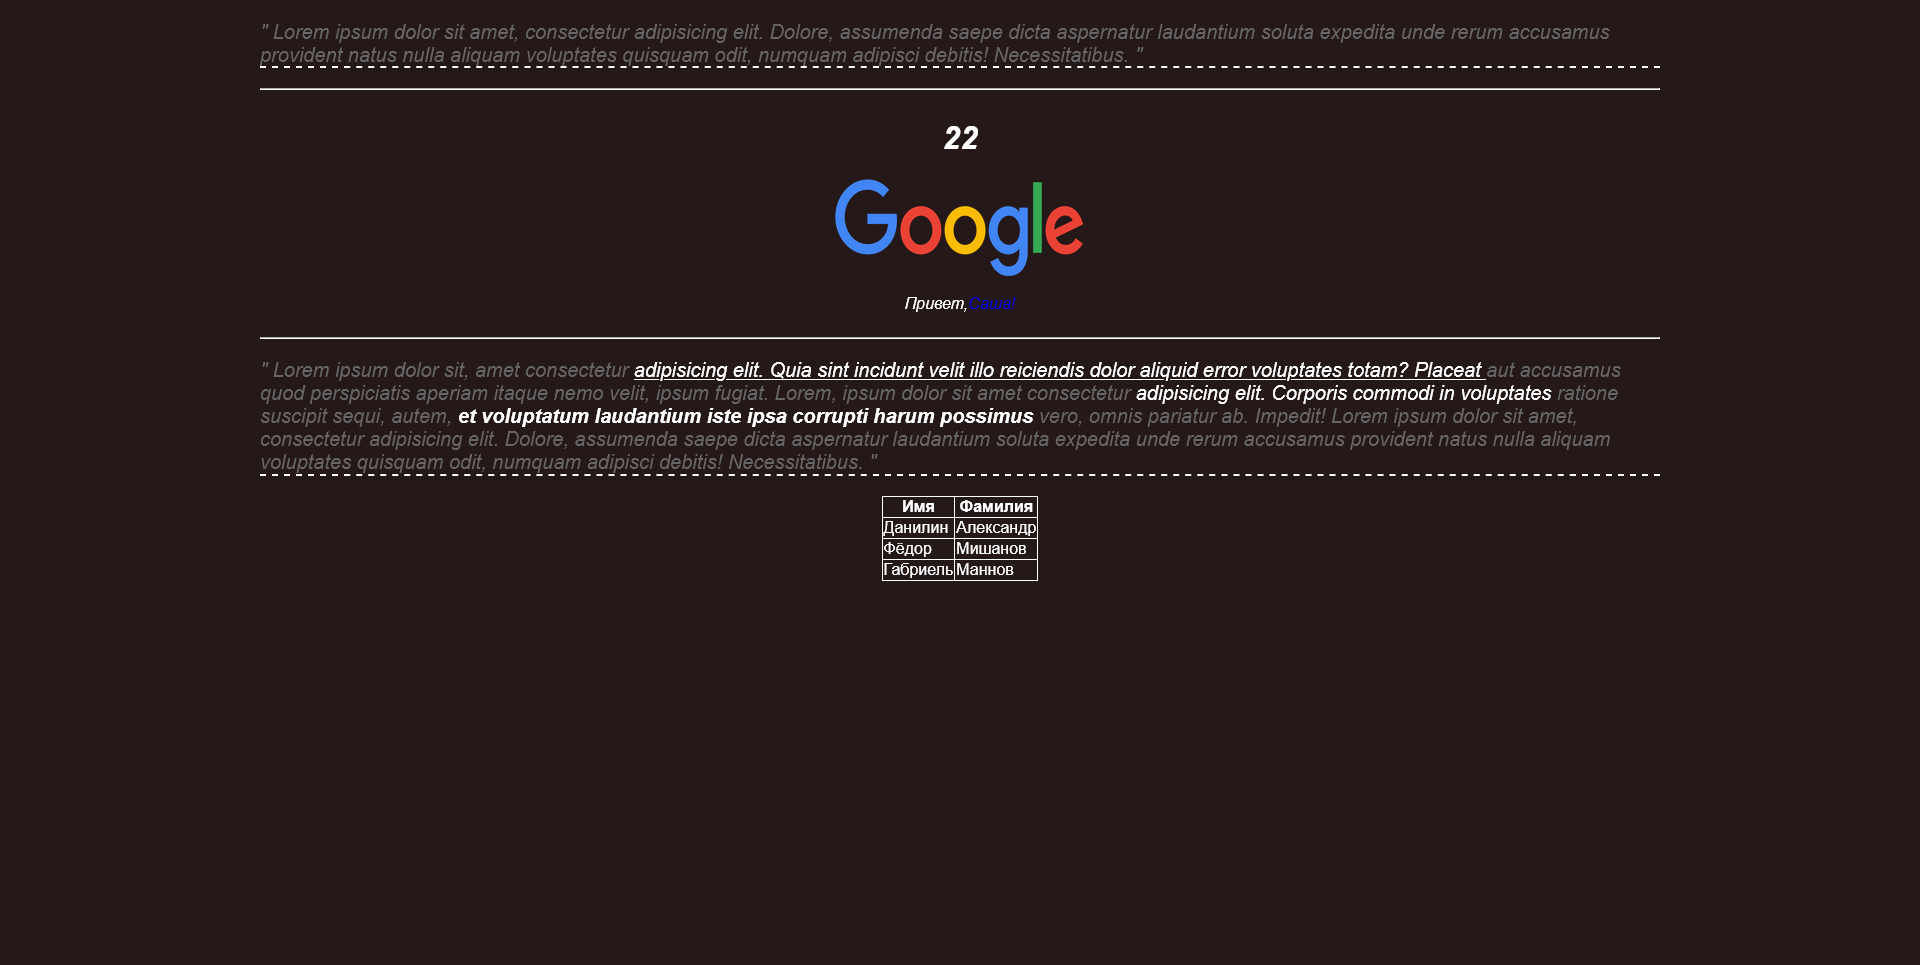 " Lorem ipsum dolor sit amet, consectetur adipisicing elit. Dolore, assumenda saepe dicta aspernatur laudantium soluta expedita unde rerum accusamus
provident natus nulla aliquam voluptates quisquam odit, numquam adipisci debitis! Necessitatibus. "
22
Google
Привет,Саша!
" Lorem ipsum dolor sit, amet consectetur adipisicing elit. Quia sint incidunt velit illo reiciendis dolor aliquid error voluptates totam? Placeat aut accusamus
quod perspiciatis aperiam itaque nemo velit, ipsum fugiat. Lorem, ipsum dolor sit amet consectetur adipisicing elit. Corporis commodi in voluptates ratione
suscipit sequi, autem, et voluptatum laudantium iste ipsa corrupti harum possimus vero, omnis pariatur ab. Impedit! Lorem ipsum dolor sit amet,
consectetur adipisicing elit. Dolore, assumenda saepe dicta aspernatur laudantium soluta expedita unde rerum accusamus provident natus nulla aliquam
voluptates quisquam odit, numquam adipisci debitis! Necessitatibus. "
Имя Фамилия
Данилин Александр
Фёдор Мишанов
Габриель Маннов